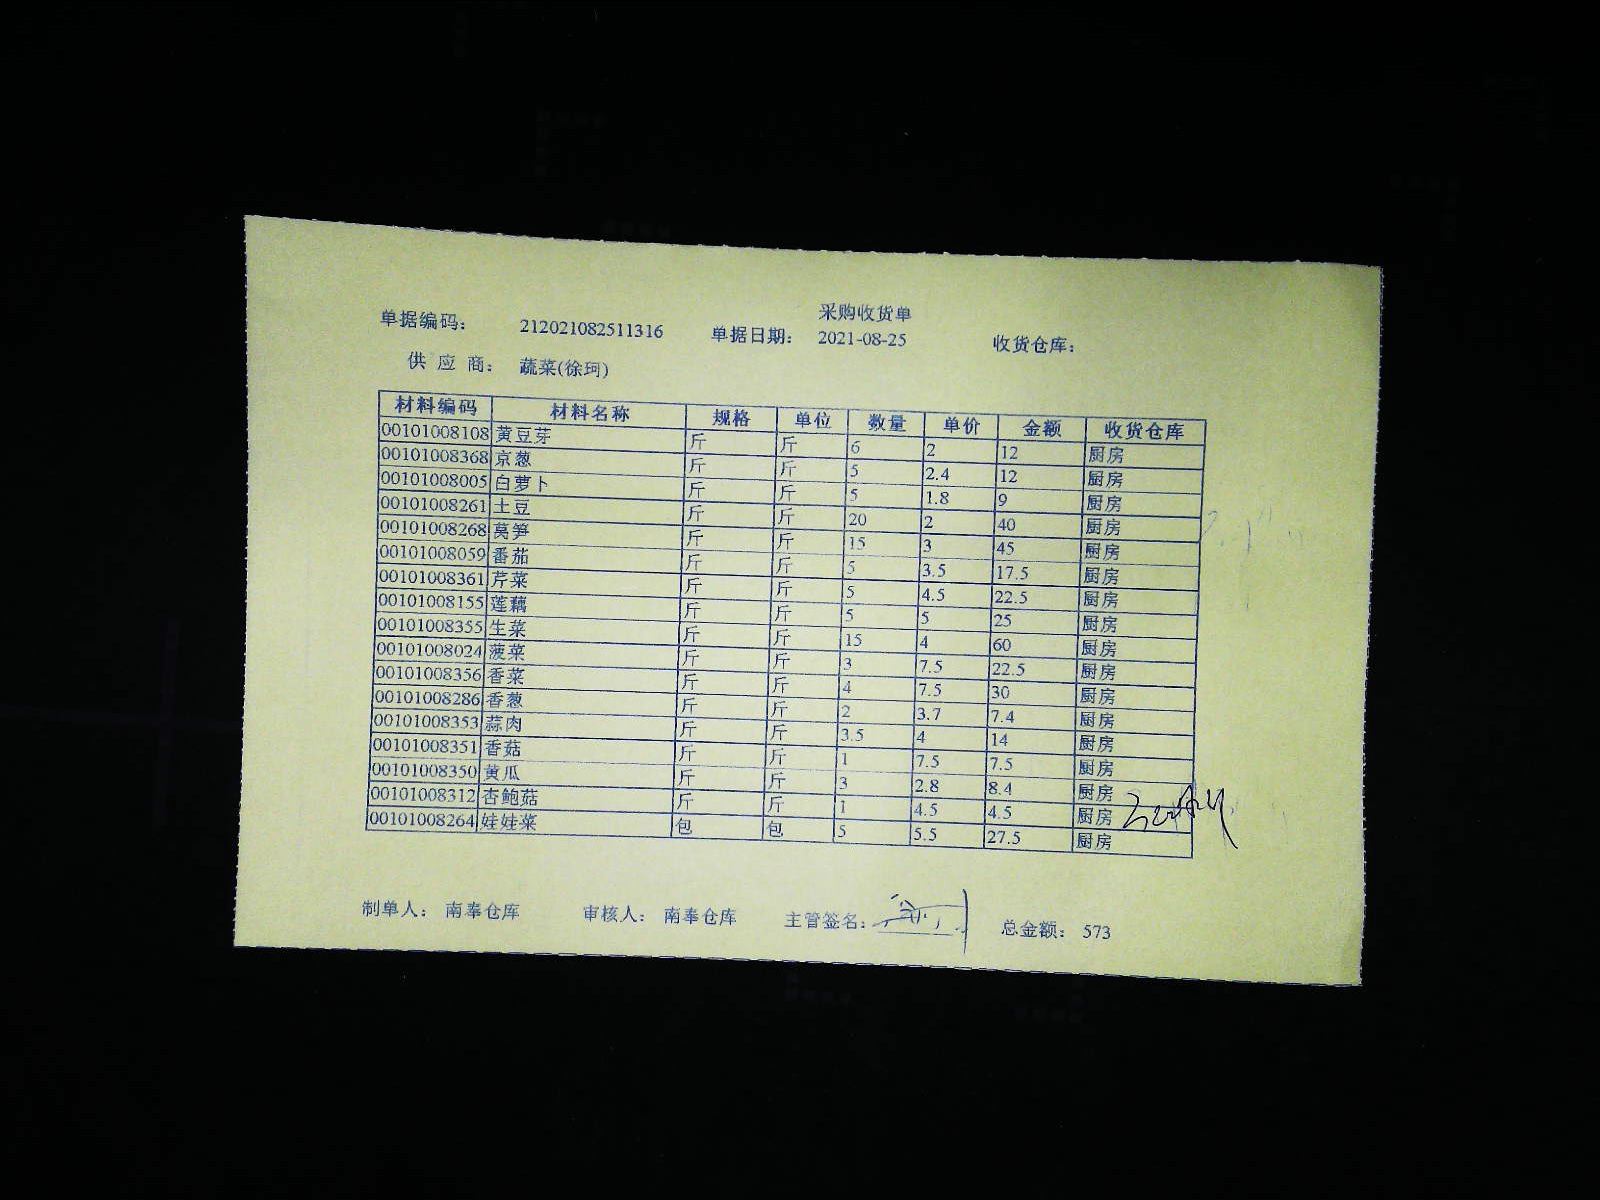 采购收货单
单据编码： 212021082511316 单据日期： 2021-08-25 收货仓库：
供 应 商： 蔬菜(徐珂)
材料编码 材料名称 规格 单位 数量 单价 金额 收货仓库
00101008108 黄豆芽 斤 斤 6 2 12 厨房
00101008368 京葱 斤 斤 5 2.4 12 厨房
00101008005 白萝卜 斤 斤 5 1.8 9 厨房
00101008261 土豆 斤 斤 20 2 40 厨房
00101008268 莴笋 斤 斤 15 3 45 厨房
00101008059 番茄 斤 斤 5 3.5 17.5 厨房
00101008361 芹菜 斤 斤 5 4.5 22.5 厨房
00101008155 莲藕 斤 斤 5 5 25 厨房
00101008355 生菜 斤 斤 15 4 60 厨房
00101008024 菠菜 斤 斤 3 7.5 22.5 厨房
00101008356 香菜 斤 斤 4 7.5 30 厨房
00101008286 香葱 斤 斤 2 3.7 7.4 厨房
00101008353 蒜肉 斤 斤 3.5 4 14 厨房
00101008351 香菇 斤 斤 1 7.5 7.5 厨房
00101008350 黄瓜 斤 斤 3 2.8 8.4 厨房
00101008312 杏鲍菇 斤 斤 1 4.5 4.5 厨房
00101008264 娃娃菜 包 包 5 5.5 27.5 厨房
制单人： 南奉仓库 审核人： 南奉仓库 主管签名： 总金额： 573